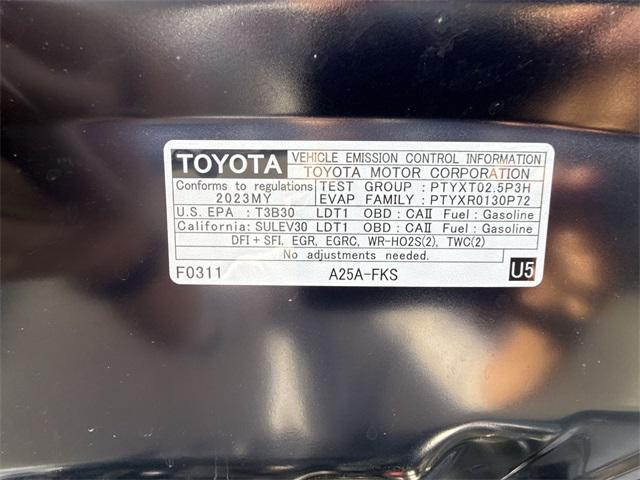 TOYOTA VEHICLE EMISSION CONTROL INFORMATION
TOYOTA MOTOR CORPORATION
Conforms to regulations TEST GROUP : PTYXT02.5P3H
2023MY EVAP FAMILY : PTYXR0130P72
U.S. EPA : T3B30 LDT1 OBD : CAII Fuel : Gasoline
California: SULEV30 LDT1 OBD : CAII Fuel : Gasoline
DFI + SFI, EGR, EGRC, WR-HO2S(2), TWC(2)
No adjustments needed.
F0311 A25A-FKS U5